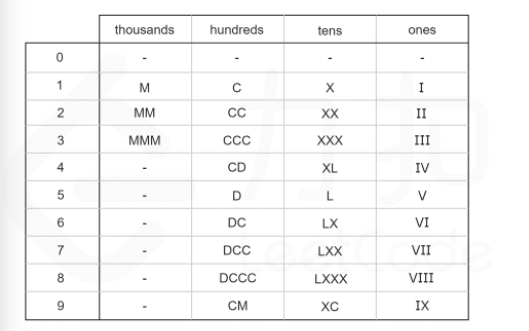 thousands hundreds tens ones
0 - - - -
1 M C X I
2 MM CC XX II
3 MMM CCC XXX III
4 - CD XL IV
5 - D L V
6 - DC LX VI
7 - DCC LXX VII
8 - DCCC LXXX VIII
9 - CM XC IX